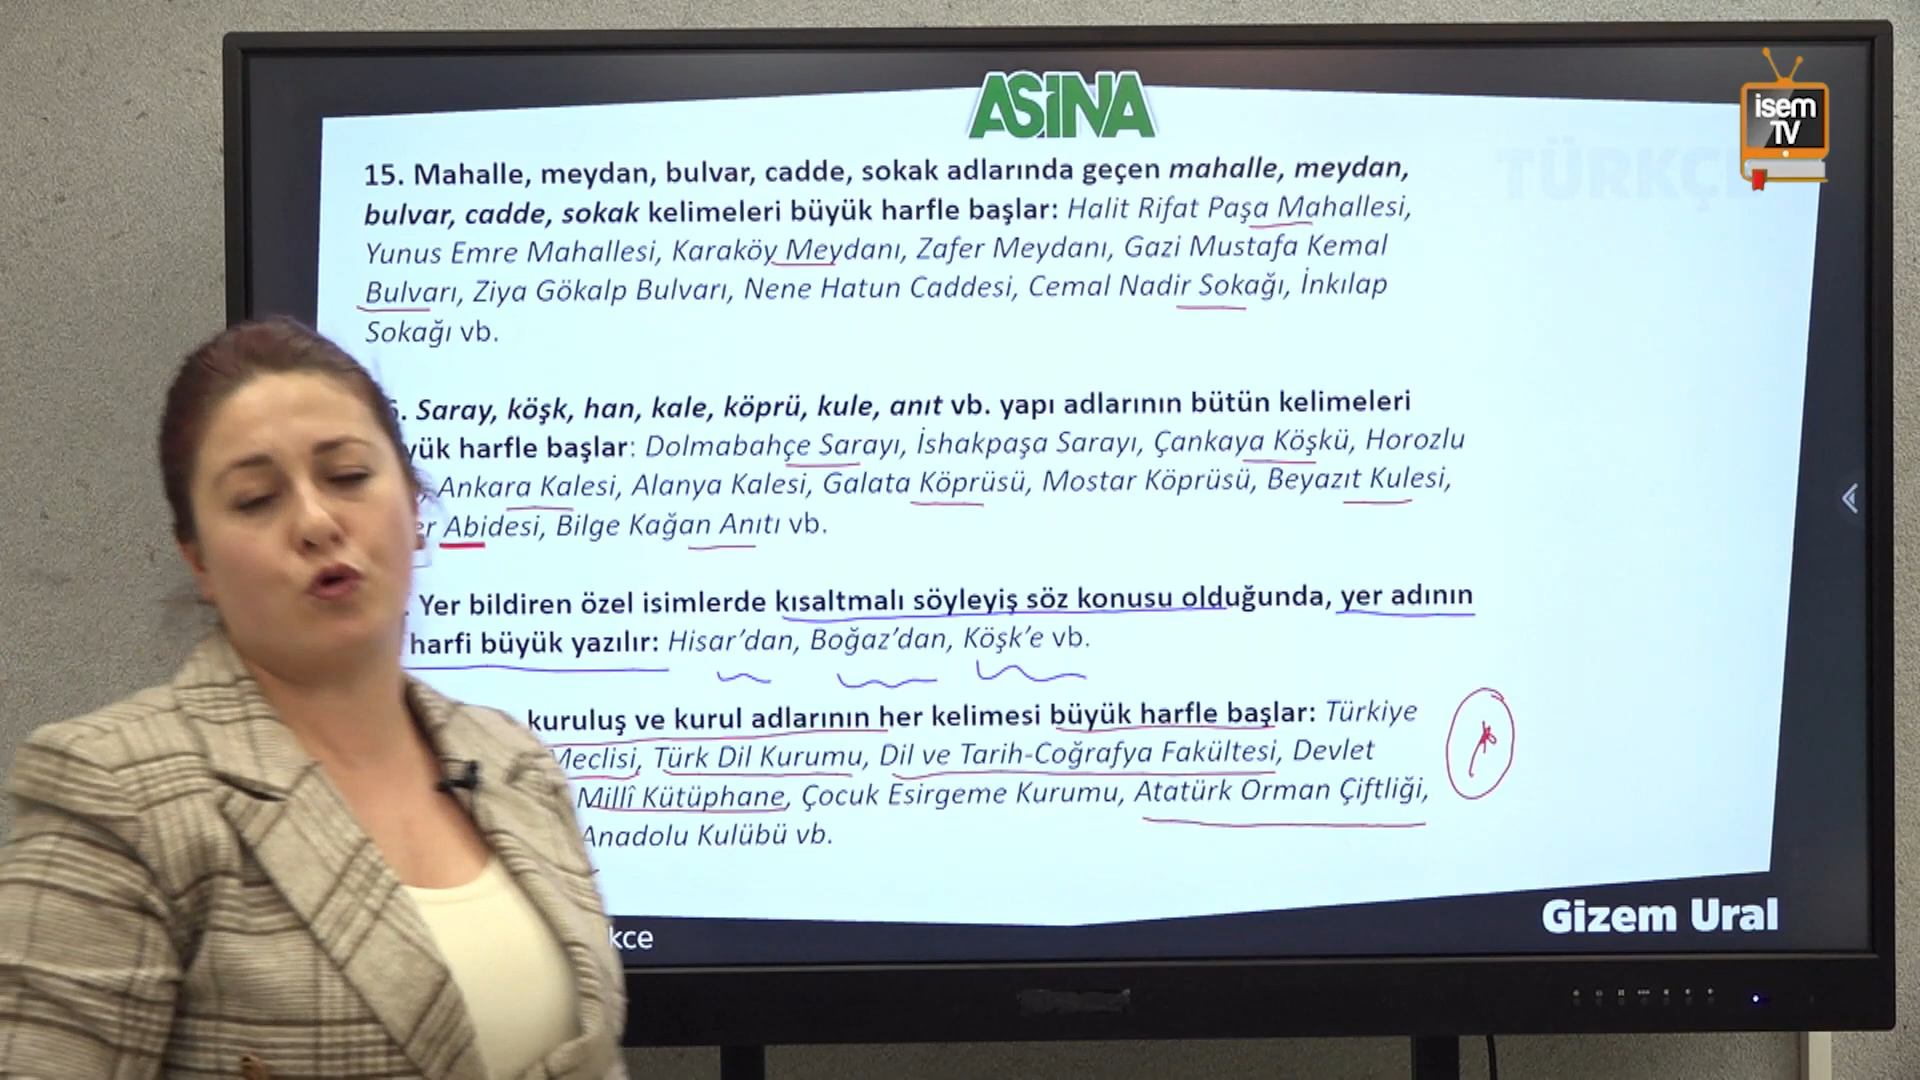 ASiNA
isem
TV
TÜRKÇE
15. Mahalle, meydan, bulvar, cadde, sokak adlarında geçen mahalle, meydan,
bulvar, cadde, sokak kelimeleri büyük harfle başlar: Halit Rifat Paşa Mahallesi,
Yunus Emre Mahallesi, Karaköy Meydanı, Zafer Meydanı, Gazi Mustafa Kemal
Bulvarı, Ziya Gökalp Bulvarı, Nene Hatun Caddesi, Cemal Nadir Sokağı, İnkılap
Sokağı vb.
. Saray, köşk, han, kale, köprü, kule, anıt vb. yapı adlarının bütün kelimeleri
yük harfle başlar: Dolmabahçe Sarayı, İshakpaşa Sarayı, Çankaya Köşkü, Horozlu
, Ankara Kalesi, Alanya Kalesi, Galata Köprüsü, Mostar Köprüsü, Beyazıt Kulesi,
er Abidesi, Bilge Kağan Anıtı vb.
. Yer bildiren özel isimlerde kısaltmalı söyleyiş söz konusu olduğunda, yer adının
harfi büyük yazılır: Hisar’dan, Boğaz’dan, Köşk’e vb.
kuruluş ve kurul adlarının her kelimesi büyük harfle başlar: Türkiye
Meclisi, Türk Dil Kurumu, Dil ve Tarih-Coğrafya Fakültesi, Devlet
Millî Kütüphane, Çocuk Esirgeme Kurumu, Atatürk Orman Çiftliği,
Anadolu Kulübü vb.
kce
Gizem Ural